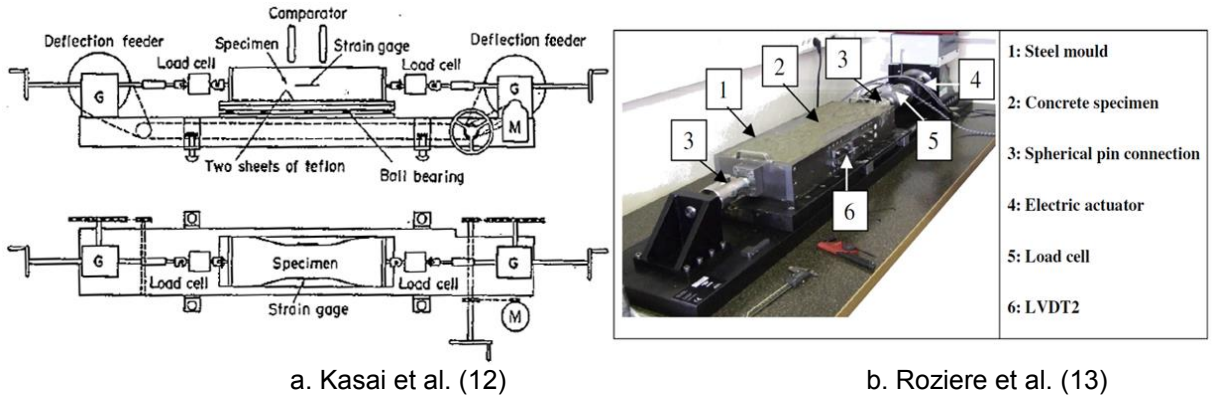 Comparator
Deflection feeder
Specimen
Strain gage
Deflection feeder
Load cell
Load cell
G
G
M
Two sheets of teflon
Ball bearing
G
Specimen
G
Load cell
Load cell
Strain gage
M
a. Kasai et al. (12)
3
2
1
4
3
5
6
1: Steel mould
2: Concrete specimen
3: Spherical pin connection
4: Electric actuator
5: Load cell
6: LVDT2
b. Roziere et al. (13)